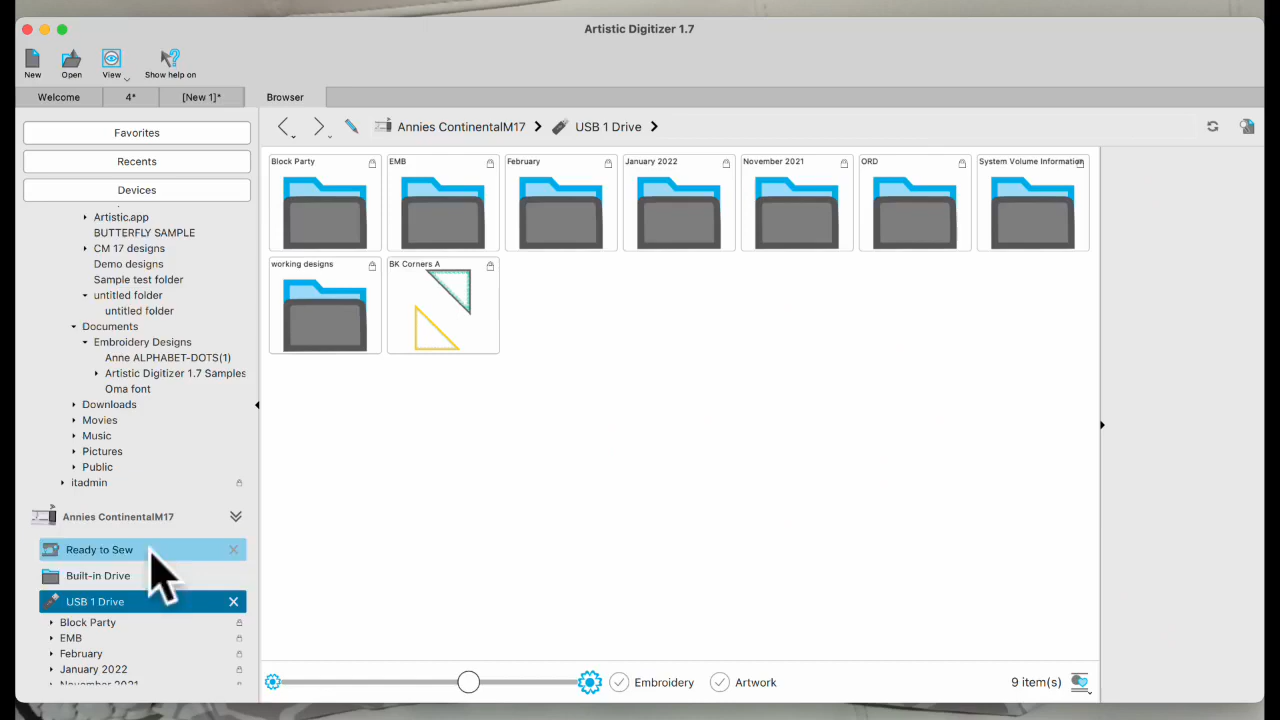 Artistic Digitizer 1.7
New
Open
View
Show help on
Welcome
4*
[New 1]*
Browser
Favorites
Recents
Devices
Annies ContinentalM17
USB 1 Drive
Artistic.app
BUTTERFLY SAMPLE
CM 17 designs
Demo designs
Sample test folder
untitled folder
untitled folder
Documents
Embroidery Designs
Anne ALPHABET-DOTS(1)
Artistic Digitizer 1.7 Samples
Oma font
Downloads
Movies
Music
Pictures
Public
itadmin
Annies ContinentalM17
Ready to Sew
Built-in Drive
USB 1 Drive
Block Party
EMB
February
January 2022
November 2021
Block Party
EMB
February
January 2022
November 2021
ORD
System Volume Information
working designs
BK Corners A
Embroidery
Artwork
9 item(s)